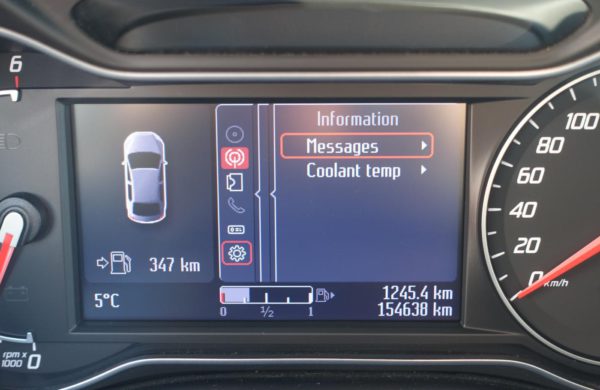 6
Information
Messages
Coolant temp
347 km
5°C
0 1/2 1
1245.4 km
154638 km
rpm x 1000
0
100
80
60
40
20
0 km/h